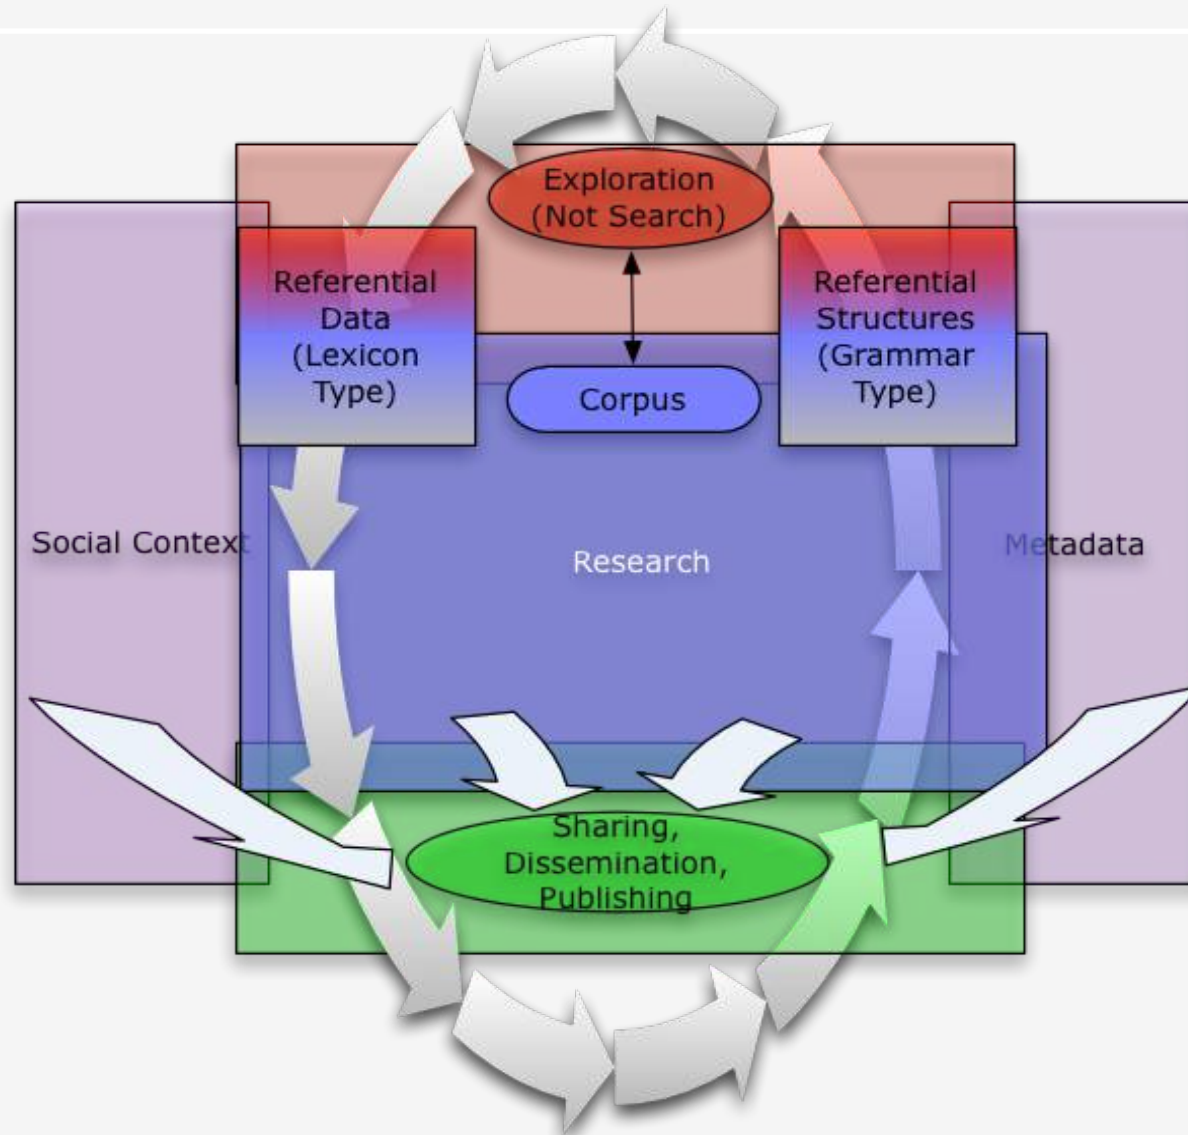 Exploration
(Not Search)
Referential
Data
(Lexicon
Type)
Referential
Structures
(Grammar
Type)
Corpus
Social Context
Research
Metadata
Sharing,
Dissemination,
Publishing